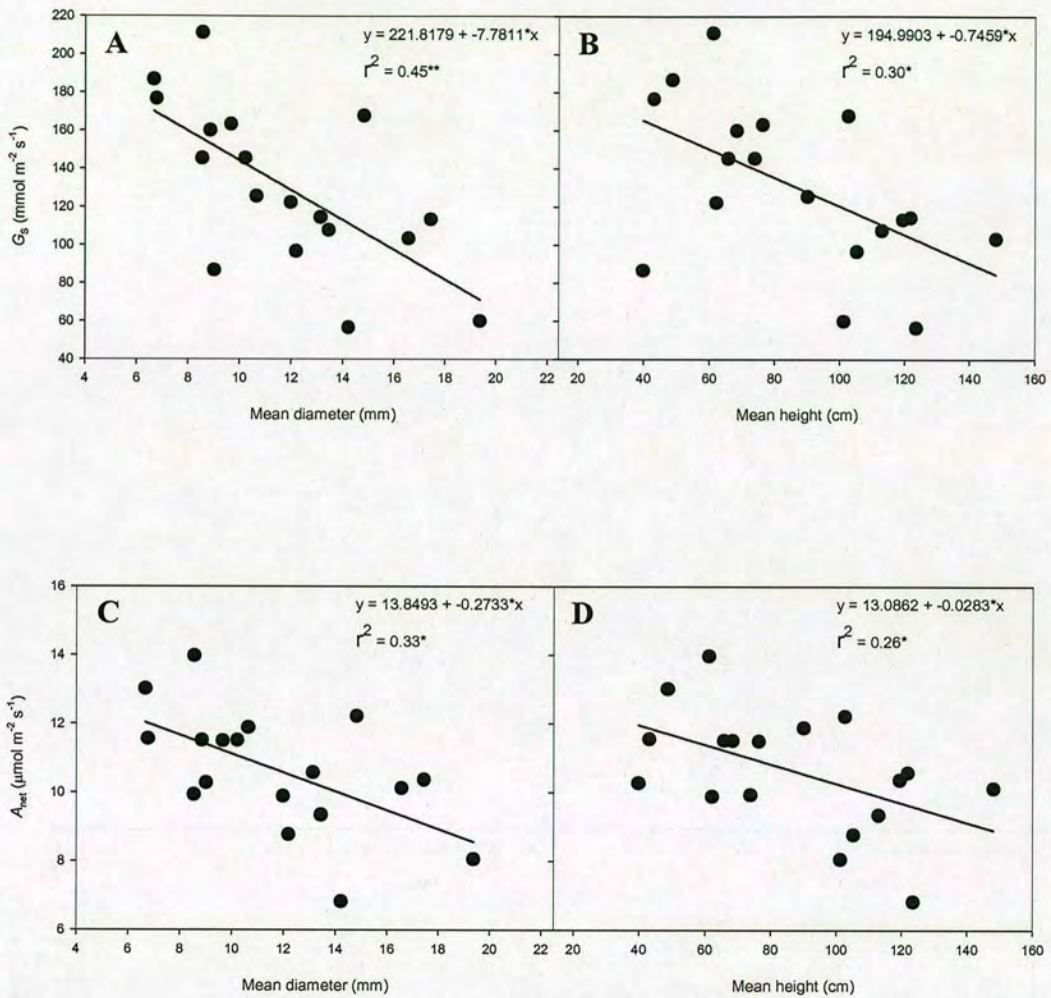 A
y = 221.8179 + -7.7811*x
r² = 0.45**
B
y = 194.9903 + -0.7459*x
r² = 0.30*
220
200
180
160
140
120
100
80
60
40
Gs (mmol m⁻² s⁻¹)
4 6 8 10 12 14 16 18 20 22
20 40 60 80 100 120 140 160
Mean diameter (mm)
Mean height (cm)
C
y = 13.8493 + -0.2733*x
r² = 0.33*
D
y = 13.0862 + -0.0283*x
r² = 0.26*
16
14
12
10
8
6
Anet (µmol m⁻² s⁻¹)
4 6 8 10 12 14 16 18 20 22
20 40 60 80 100 120 140 160
Mean diameter (mm)
Mean height (cm)